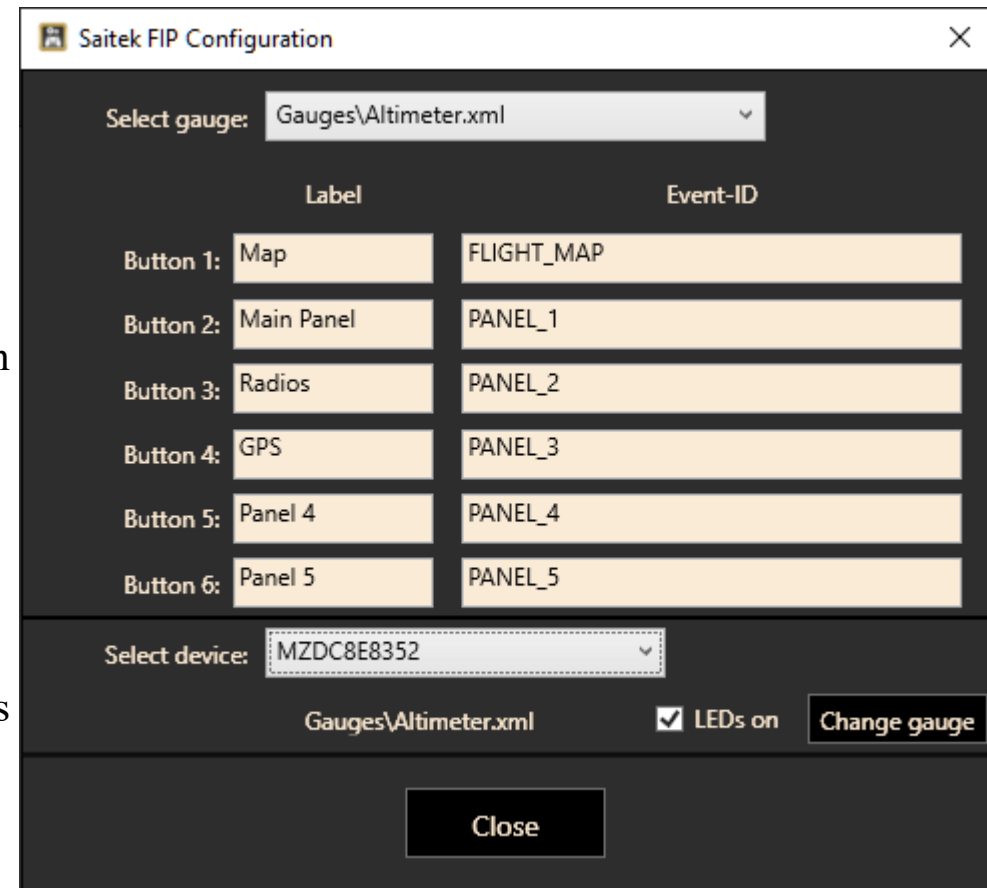 Saitek FIP Configuration
Select gauge: Gauges\Altimeter.xml
Label Event-ID
Button 1: Map FLIGHT_MAP
Button 2: Main Panel PANEL_1
n
Button 3: Radios PANEL_2
Button 4: GPS PANEL_3
Button 5: Panel 4 PANEL_4
Button 6: Panel 5 PANEL_5
Select device: MZDC8E8352
s
Gauges\Altimeter.xml LEDs on Change gauge
Close